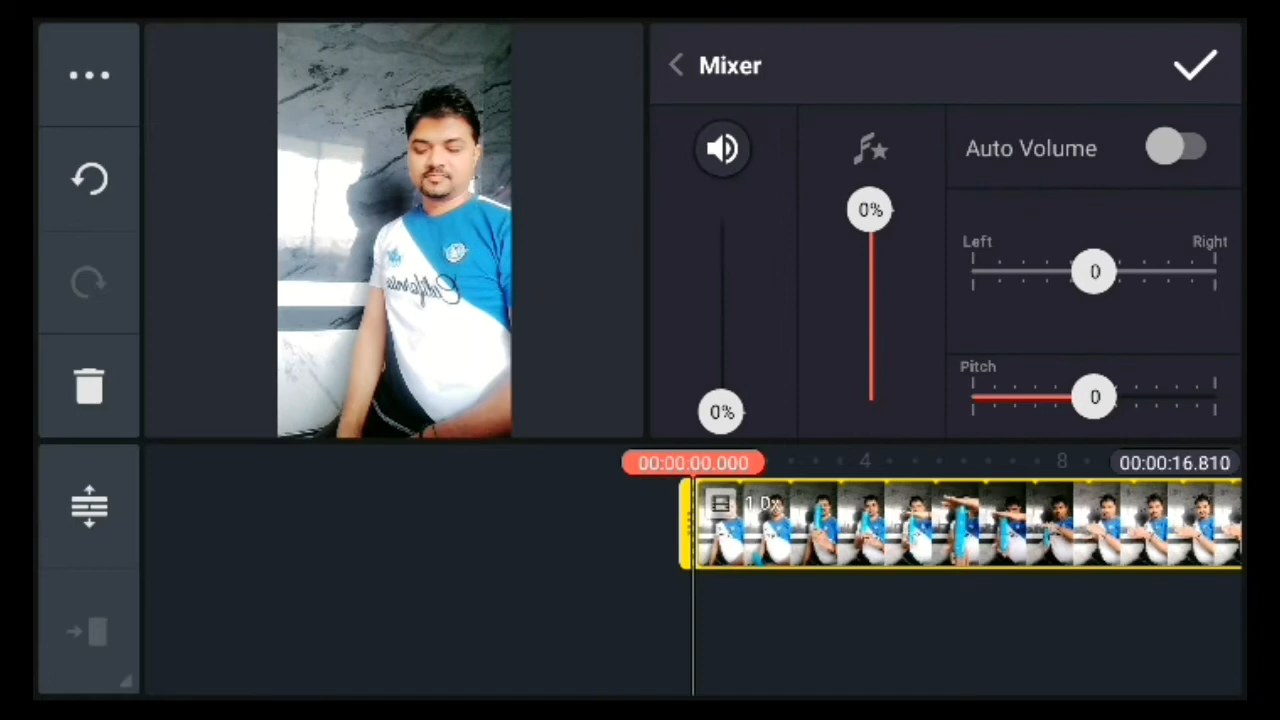 Mixer
Auto Volume
0%
Left
Right
0
Pitch
0
0%
California
00:00:00.000
4
8
00:00:16.810
1.0x